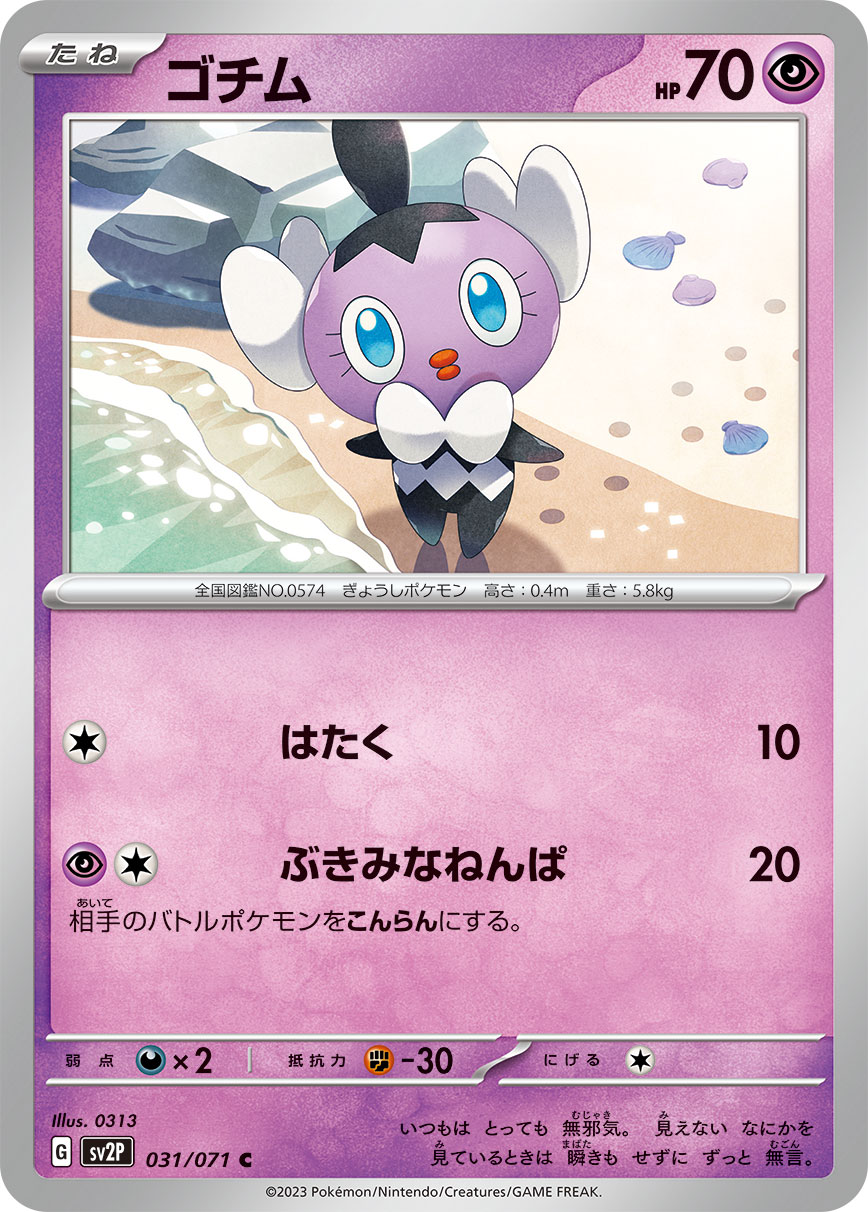 たね
ゴチム
HP70
全国図鑑NO.0574 ぎょうしポケモン 高さ：0.4m 重さ：5.8kg
はたく 10
ぶきみなねんぱ 20
あいて
相手のバトルポケモンをこんらんにする。
弱点 ×2 抵抗力 -30 にげる
Illus. 0313
むじゃき み
いつもは とっても 無邪気。 見えない なにかを
み まばた むごん
見ているときは 瞬きも せずに ずっと 無言。
G sv2P 031/071 C
©2023 Pokémon/Nintendo/Creatures/GAME FREAK.